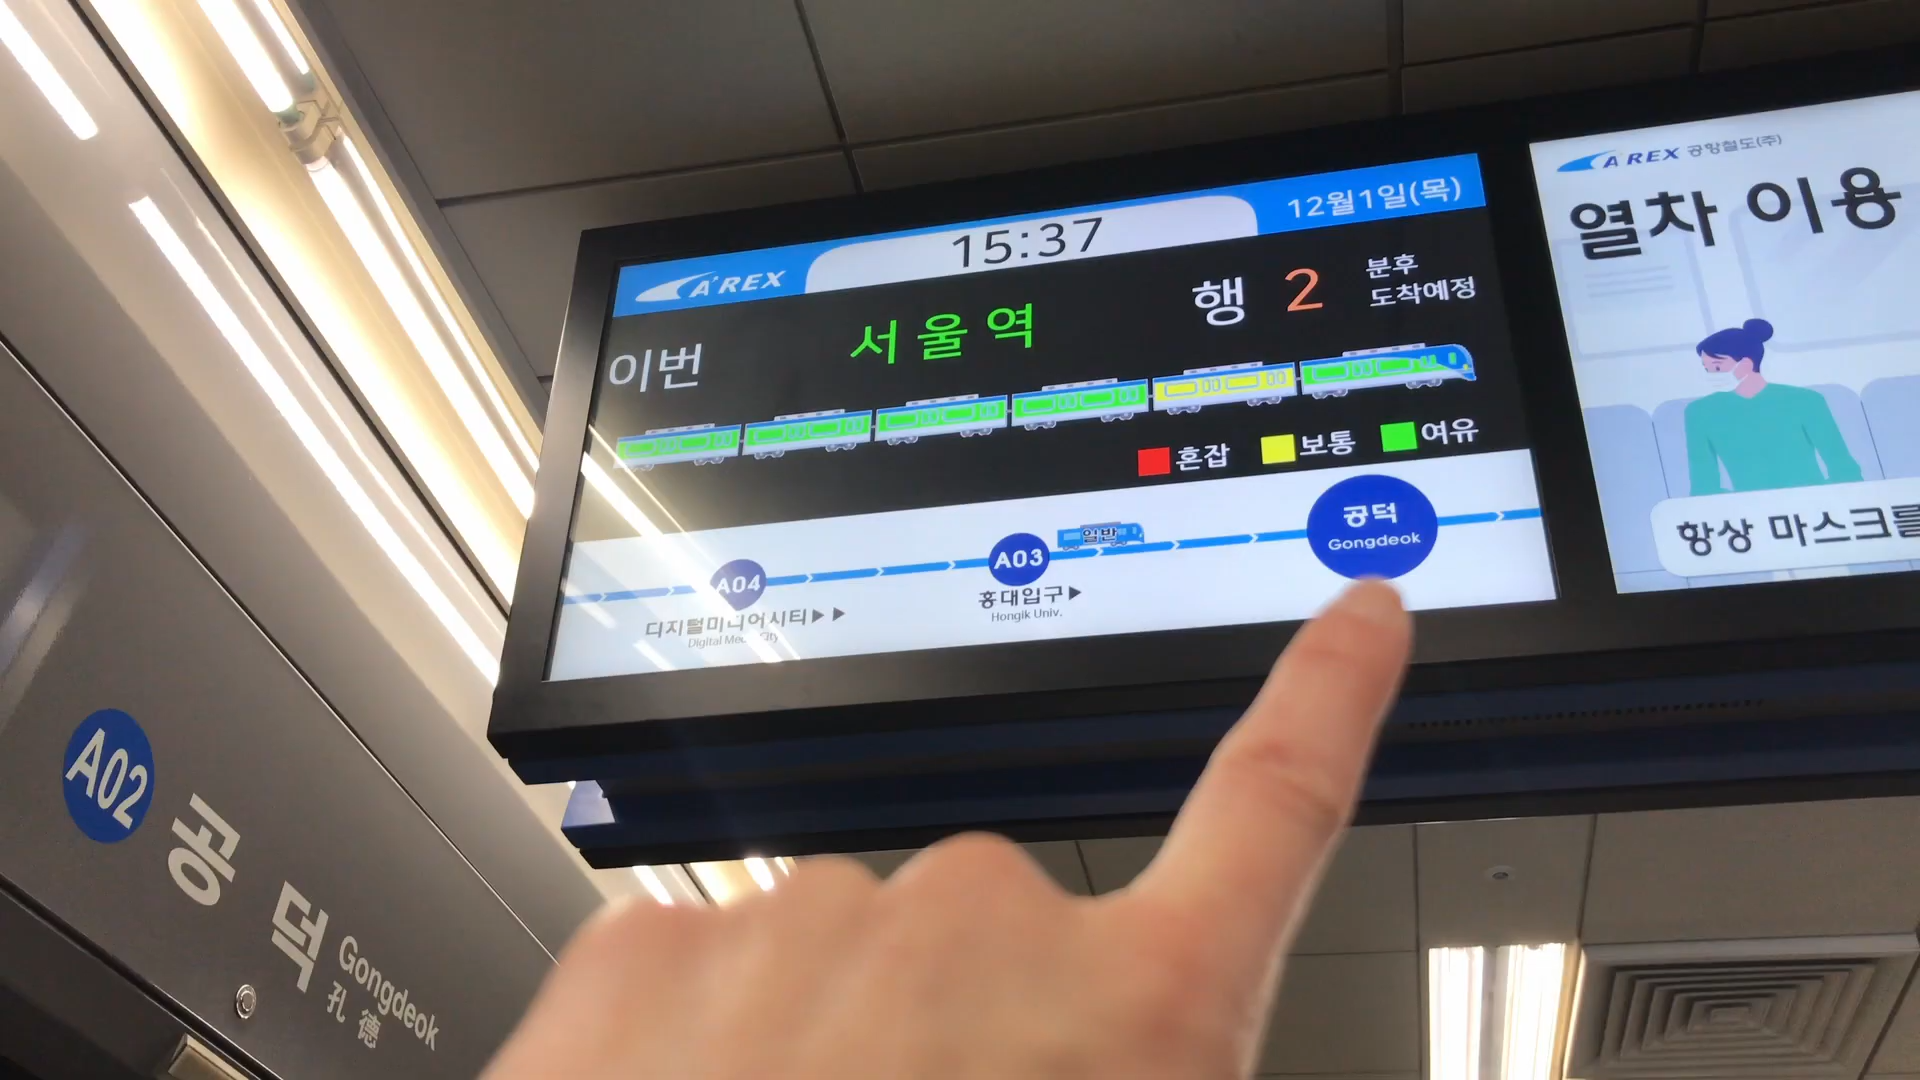 A'REX
15:37
12월1일(목)
이번
서울역
행
2
분후
도착예정
혼잡
보통
여유
A04
디지털미디어시티▶▶
Digital Media City
A03
홍대입구▶
Hongik Univ.
일반
공덕
Gongdeok
A'REX 공항철도(주)
열차 이용
항상 마스크를
A02
공덕
Gongdeok
孔德